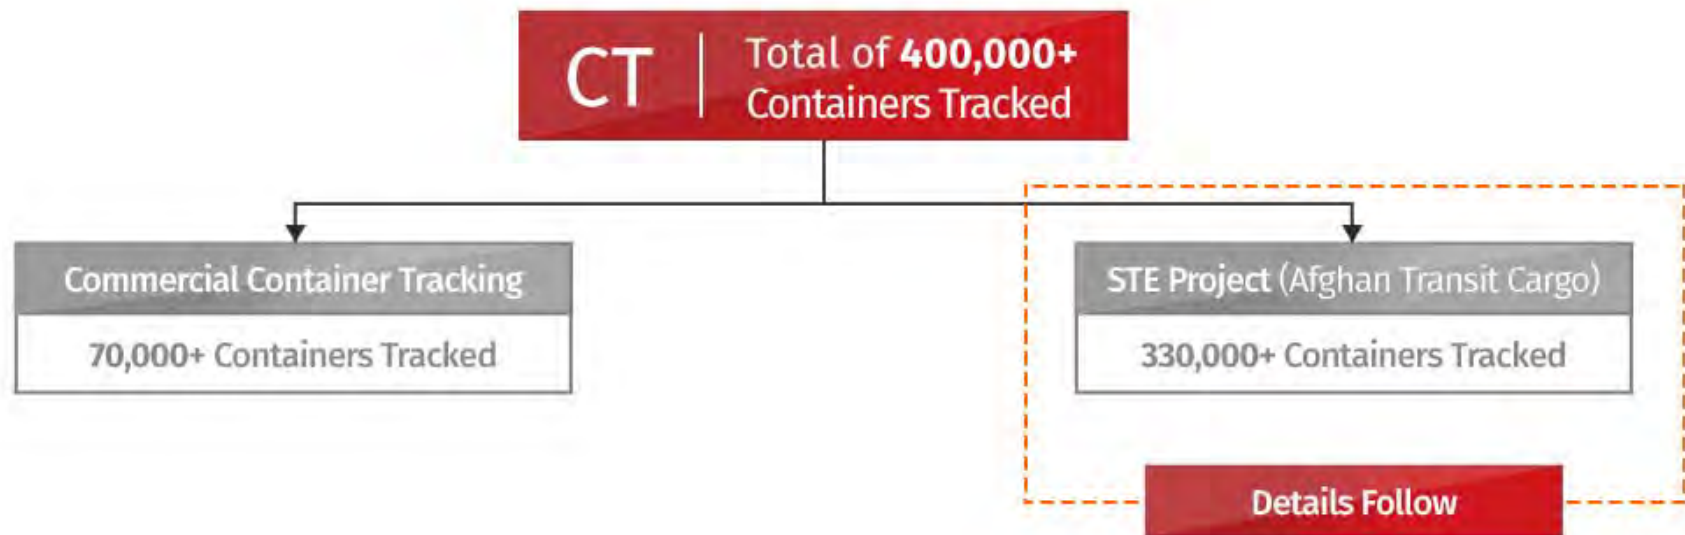 CT
Total of 400,000+
Containers Tracked
Commercial Container Tracking
70,000+ Containers Tracked
STE Project (Afghan Transit Cargo)
330,000+ Containers Tracked
Details Follow